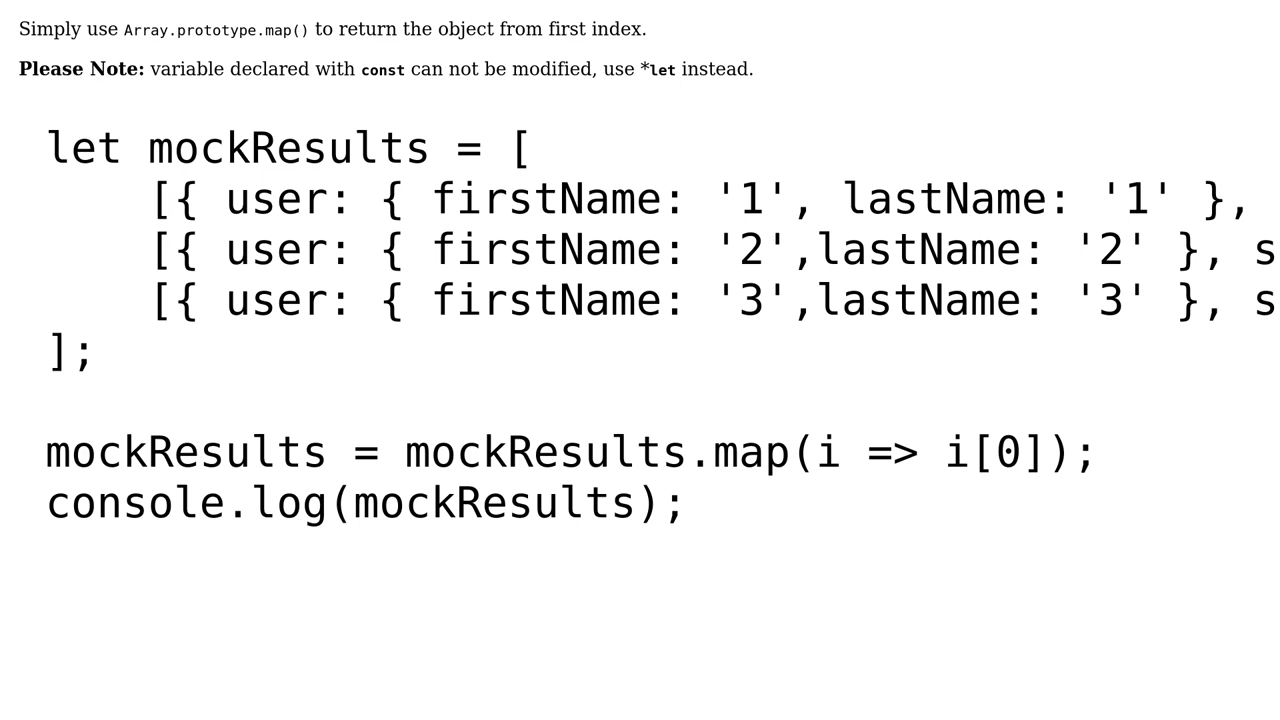 Simply use Array.prototype.map() to return the object from first index.
Please Note: variable declared with const can not be modified, use *let instead.
let mockResults = [
    [{ user: { firstName: '1', lastName: '1' },
    [{ user: { firstName: '2',lastName: '2' }, s
    [{ user: { firstName: '3',lastName: '3' }, s
];
mockResults = mockResults.map(i => i[0]);
console.log(mockResults);